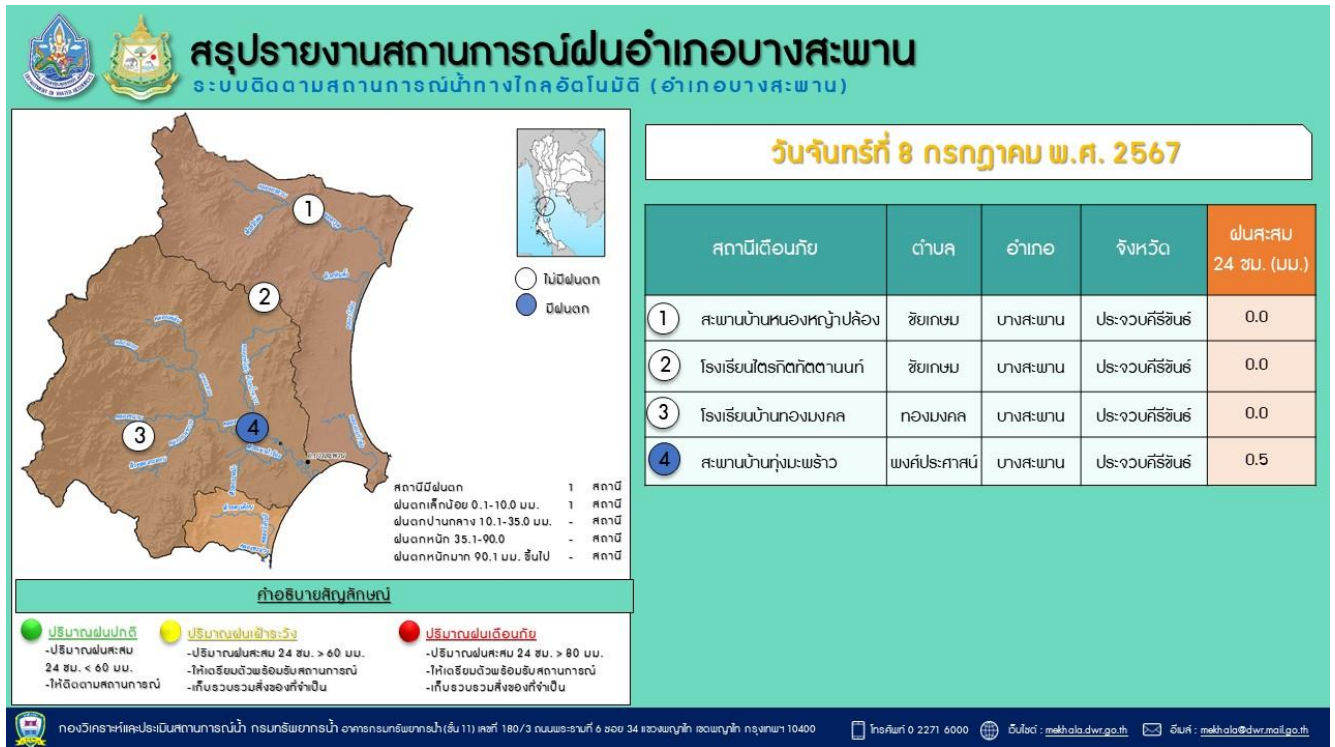 สรุปรายงานสถานการณ์ฝนอำเภอบางสะพาน
ระบบติดตามสถานการณ์น้ำทางไกลอัตโนมัติ (อำเภอบางสะพาน)
วันจันทร์ที่ 8 กรกฎาคม พ.ศ. 2567
1
2
3
4
ไม่มีฝนตก
มีฝนตก
สถานีมีฝนตก 1 สถานี
ฝนตกเล็กน้อย 0.1-10.0 มม. 1 สถานี
ฝนตกปานกลาง 10.1-35.0 มม. - สถานี
ฝนตกหนัก 35.1-90.0 - สถานี
ฝนตกหนักมาก 90.1 มม. ขึ้นไป - สถานี
สถานีเตือนภัย ตำบล อำเภอ จังหวัด ฝนสะสม 24 ชม. (มม.)
1 สะพานบ้านหนองหญ้าปล้อง ชัยเกษม บางสะพาน ประจวบคีรีขันธ์ 0.0
2 โรงเรียนไตรกิตทัตตานนท์ ชัยเกษม บางสะพาน ประจวบคีรีขันธ์ 0.0
3 โรงเรียนบ้านทองมงคล ทองมงคล บางสะพาน ประจวบคีรีขันธ์ 0.0
4 สะพานบ้านทุ่งมะพร้าว พงศ์ประศาสน์ บางสะพาน ประจวบคีรีขันธ์ 0.5
คำอธิบายสัญลักษณ์
ปริมาณฝนปกติ
-ปริมาณฝนสะสม
24 ชม. < 60 มม.
-ให้ติดตามสถานการณ์
ปริมาณฝนเฝ้าระวัง
-ปริมาณฝนสะสม 24 ชม. > 60 มม.
-ให้เตรียมตัวพร้อมรับสถานการณ์
-เก็บรวบรวมสิ่งของที่จำเป็น
ปริมาณฝนเตือนภัย
-ปริมาณฝนสะสม 24 ชม. > 80 มม.
-ให้เตรียมตัวพร้อมรับสถานการณ์
-เก็บรวบรวมสิ่งของที่จำเป็น
กองวิเคราะห์และประเมินสถานการณ์น้ำ กรมทรัพยากรน้ำ อาคารกรมทรัพยากรน้ำ (ชั้น 11) เลขที่ 180/3 ถนนพระรามที่ 6 ซอย 34 แขวงพญาไท เขตพญาไท กรุงเทพฯ 10400 โทรศัพท์ 0 2271 6000 เว็บไซต์ : mekhala.dwr.go.th อีเมล์ : mekhala@dwr.mail.go.th